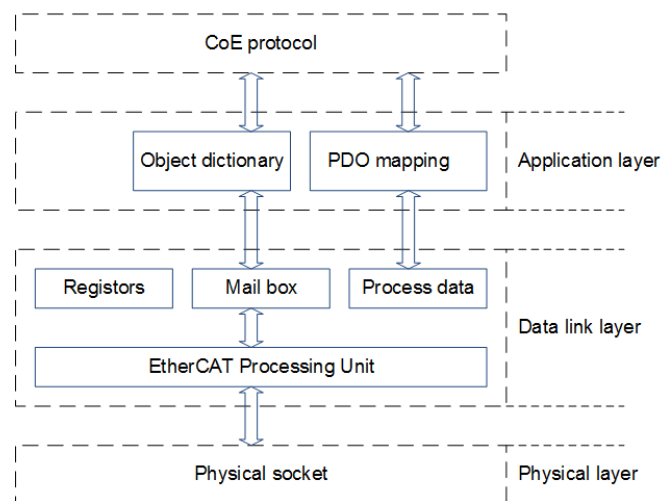 CoE protocol
Object dictionary
PDO mapping
Application layer
Registors
Mail box
Process data
Data link layer
EtherCAT Processing Unit
Physical socket
Physical layer